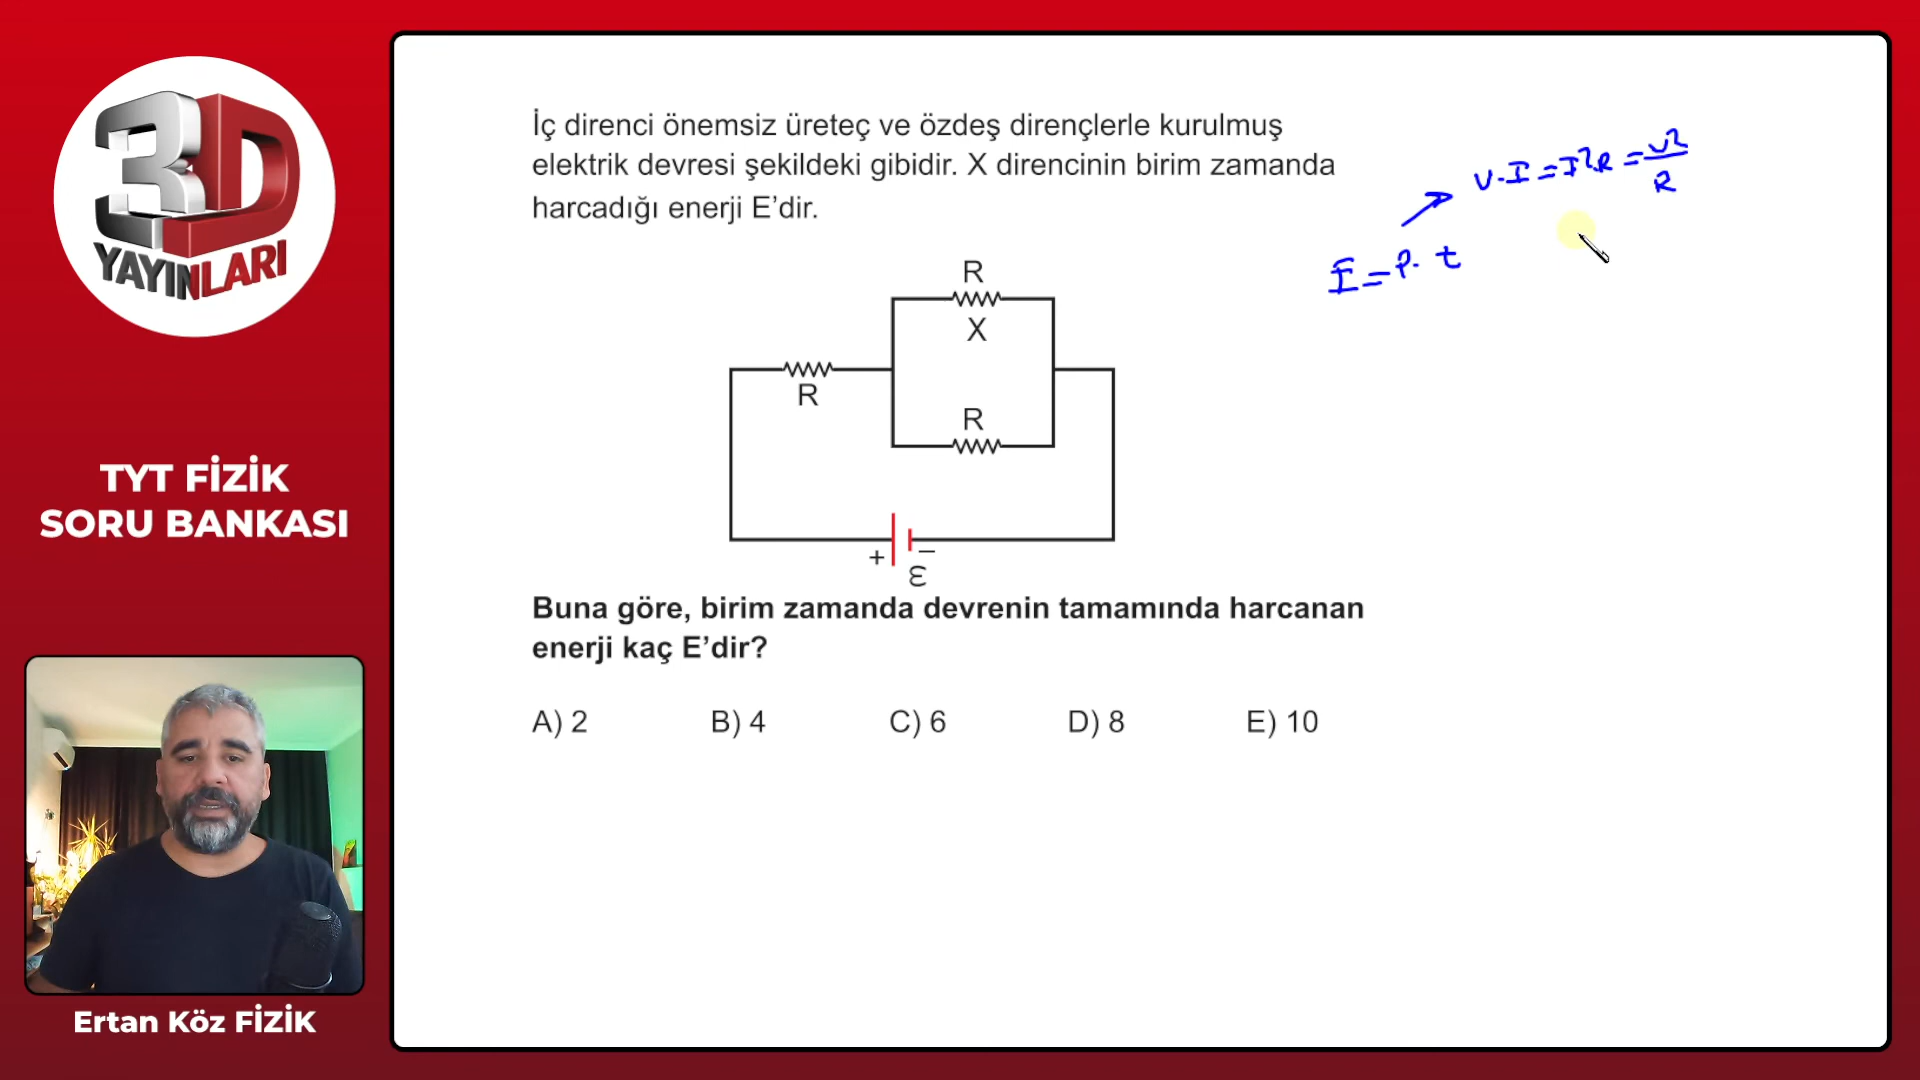 3D
YAYINLARI
TYT FİZİK
SORU BANKASI
Ertan Köz FİZİK
İç direnci önemsiz üreteç ve özdeş dirençlerle kurulmuş
elektrik devresi şekildeki gibidir. X direncinin birim zamanda
harcadığı enerji E'dir.
V.I = I²R = V²/R
E = P. t
R
X
R
R
+ −
ε
Buna göre, birim zamanda devrenin tamamında harcanan
enerji kaç E'dir?
A) 2 B) 4 C) 6 D) 8 E) 10